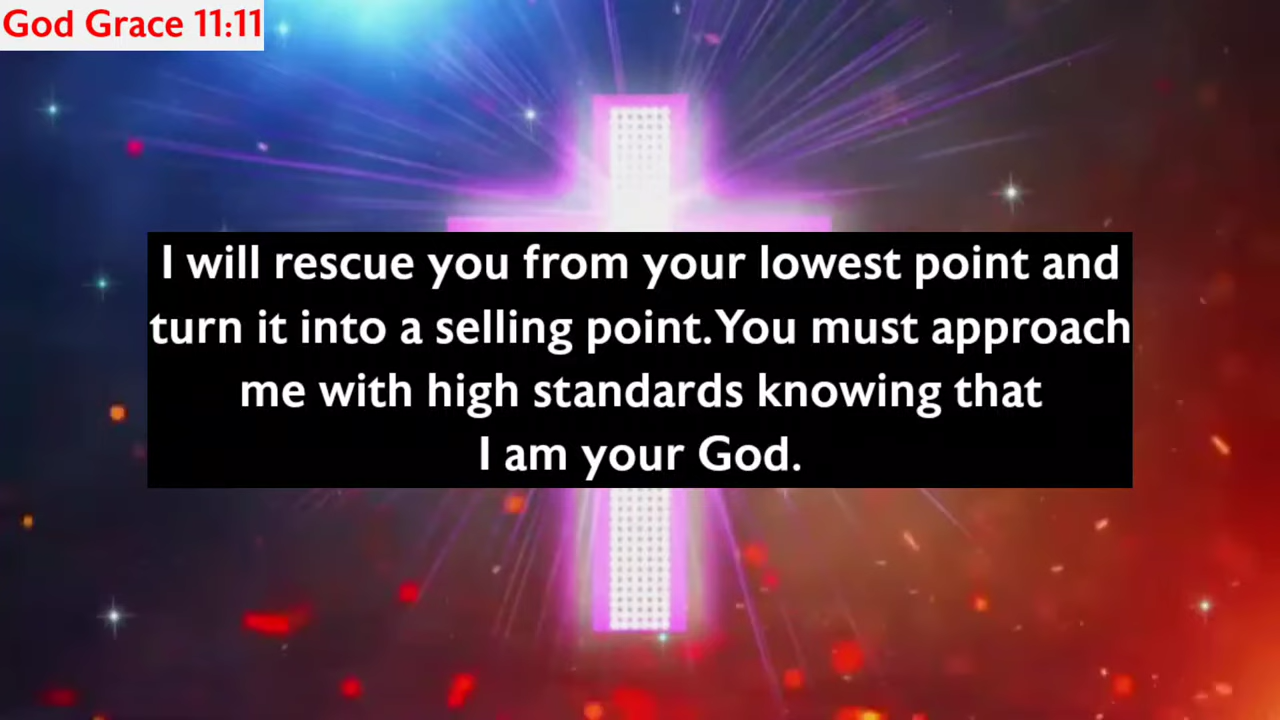 God Grace 11:11
I will rescue you from your lowest point and
turn it into a selling point. You must approach
me with high standards knowing that
I am your God.